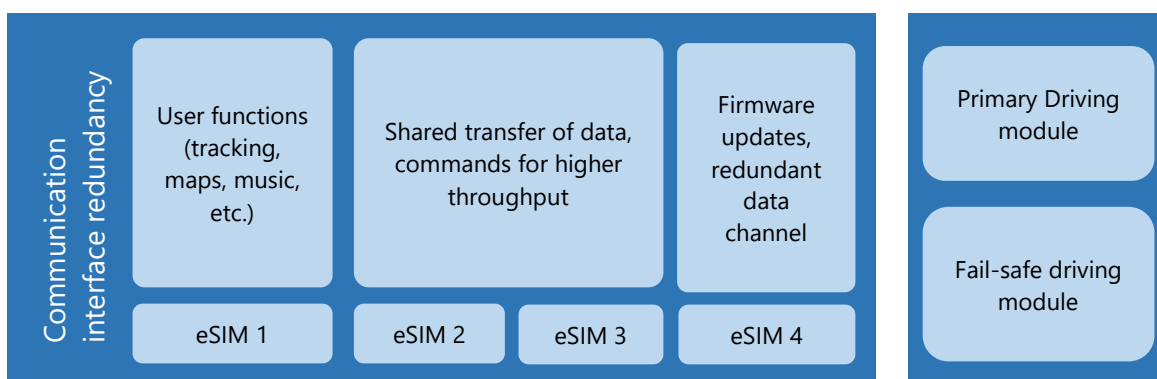 Communication
interface redundancy
User functions
(tracking,
maps, music,
etc.)
Shared transfer of data,
commands for higher
throughput
Firmware
updates,
redundant
data
channel
eSIM 1
eSIM 2
eSIM 3
eSIM 4
Primary Driving
module
Fail-safe driving
module